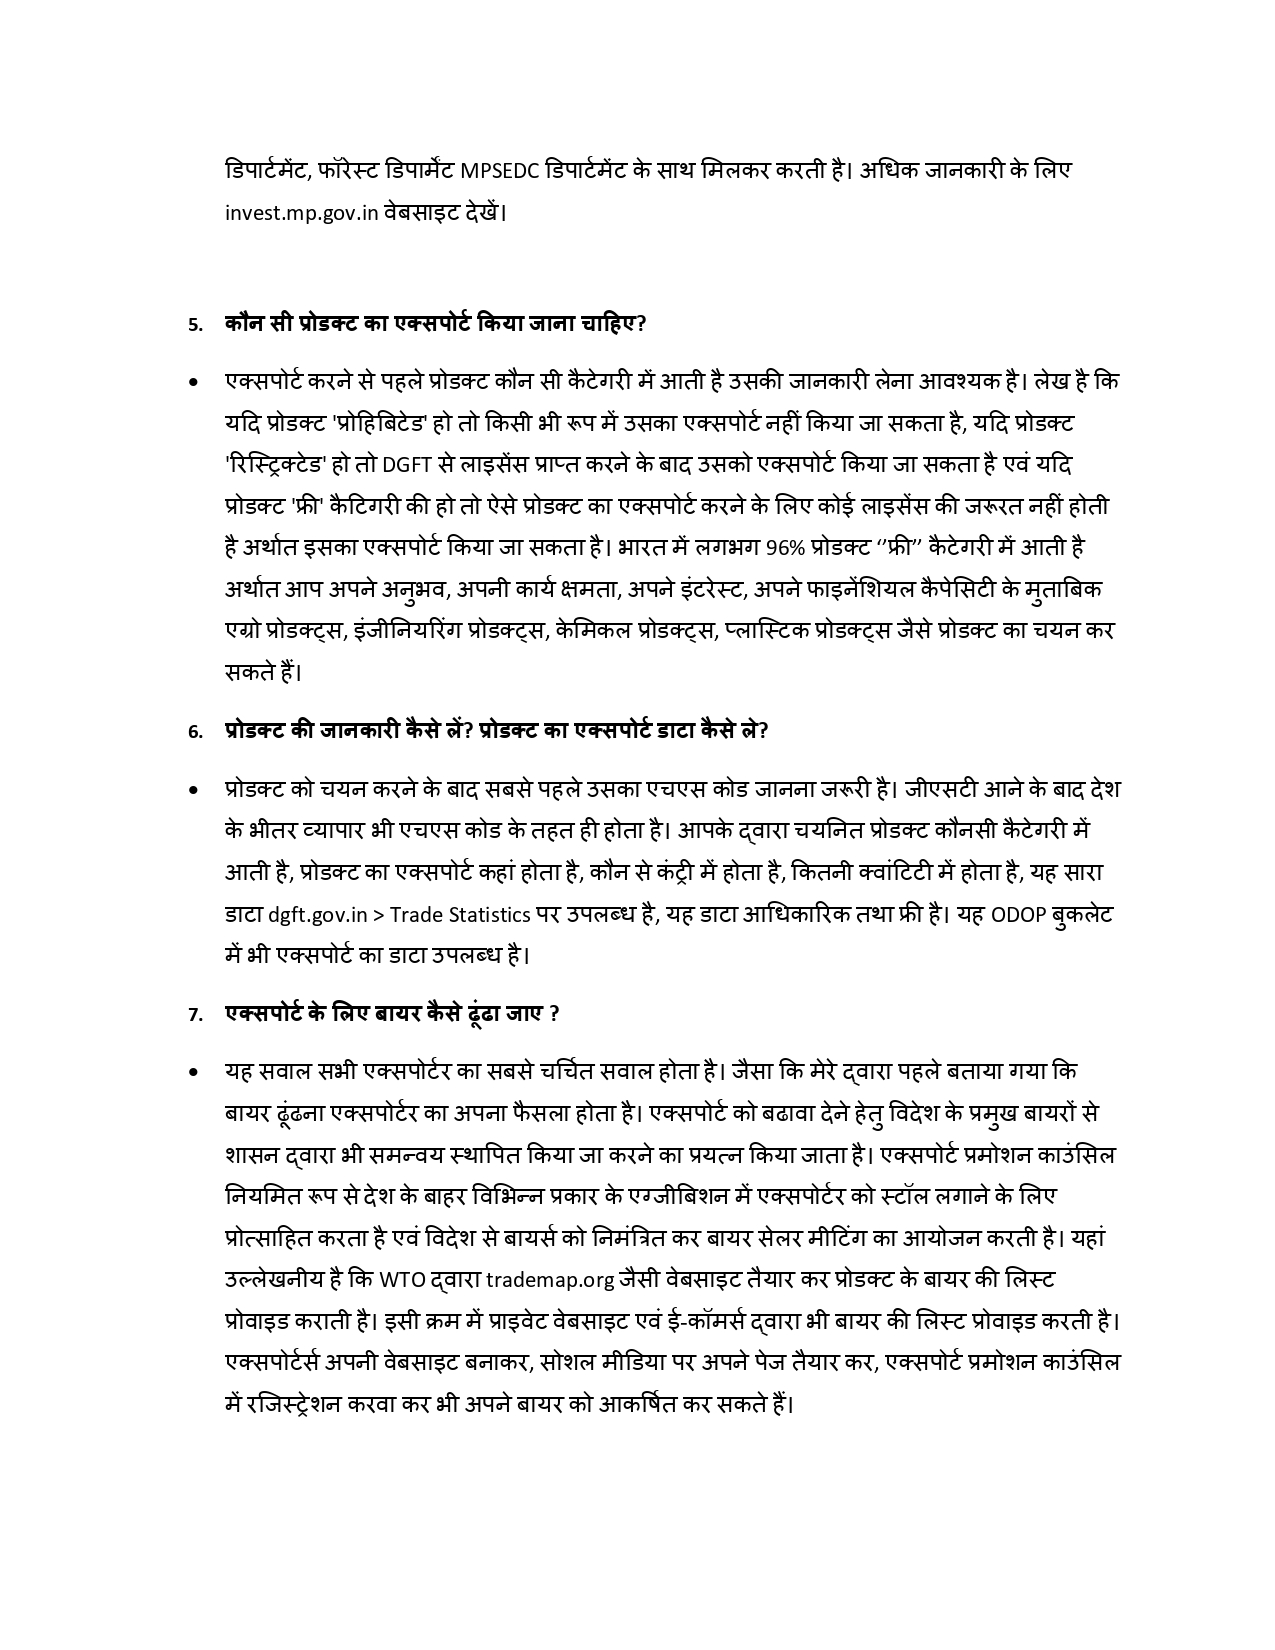 डिपार्टमेंट, फॉरेस्ट डिपार्मेंट MPSEDC डिपार्टमेंट के साथ मिलकर करती है। अधिक जानकारी के लिए
invest.mp.gov.in वेबसाइट देखें।
5. कौन सी प्रोडक्ट का एक्सपोर्ट किया जाना चाहिए?
• एक्सपोर्ट करने से पहले प्रोडक्ट कौन सी कैटेगरी में आती है उसकी जानकारी लेना आवश्यक है। लेख है कि
यदि प्रोडक्ट 'प्रोहिबिटेड' हो तो किसी भी रूप में उसका एक्सपोर्ट नहीं किया जा सकता है, यदि प्रोडक्ट
'रिस्ट्रिक्टेड' हो तो DGFT से लाइसेंस प्राप्त करने के बाद उसको एक्सपोर्ट किया जा सकता है एवं यदि
प्रोडक्ट 'फ्री' कैटिगरी की हो तो ऐसे प्रोडक्ट का एक्सपोर्ट करने के लिए कोई लाइसेंस की जरूरत नहीं होती
है अर्थात इसका एक्सपोर्ट किया जा सकता है। भारत में लगभग 96% प्रोडक्ट ‘’फ्री” कैटेगरी में आती है
अर्थात आप अपने अनुभव, अपनी कार्य क्षमता, अपने इंटरेस्ट, अपने फाइनेंशियल कैपेसिटी के मुताबिक
एग्रो प्रोडक्ट्स, इंजीनियरिंग प्रोडक्ट्स, केमिकल प्रोडक्ट्स, प्लास्टिक प्रोडक्ट्स जैसे प्रोडक्ट का चयन कर
सकते हैं।
6. प्रोडक्ट की जानकारी कैसे लें? प्रोडक्ट का एक्सपोर्ट डाटा कैसे ले?
• प्रोडक्ट को चयन करने के बाद सबसे पहले उसका एचएस कोड जानना जरूरी है। जीएसटी आने के बाद देश
के भीतर व्यापार भी एचएस कोड के तहत ही होता है। आपके द्वारा चयनित प्रोडक्ट कौनसी कैटेगरी में
आती है, प्रोडक्ट का एक्सपोर्ट कहां होता है, कौन से कंट्री में होता है, कितनी क्वांटिटी में होता है, यह सारा
डाटा dgft.gov.in > Trade Statistics पर उपलब्ध है, यह डाटा आधिकारिक तथा फ्री है। यह ODOP बुकलेट
में भी एक्सपोर्ट का डाटा उपलब्ध है।
7. एक्सपोर्ट के लिए बायर कैसे ढूंढा जाए ?
• यह सवाल सभी एक्सपोर्टर का सबसे चर्चित सवाल होता है। जैसा कि मेरे द्वारा पहले बताया गया कि
बायर ढूंढना एक्सपोर्टर का अपना फैसला होता है। एक्सपोर्ट को बढावा देने हेतु विदेश के प्रमुख बायरों से
शासन द्वारा भी समन्वय स्थापित किया जा करने का प्रयत्न किया जाता है। एक्सपोर्ट प्रमोशन काउंसिल
नियमित रूप से देश के बाहर विभिन्न प्रकार के एग्जीबिशन में एक्सपोर्टर को स्टॉल लगाने के लिए
प्रोत्साहित करता है एवं विदेश से बायर्स को निमंत्रित कर बायर सेलर मीटिंग का आयोजन करती है। यहां
उल्लेखनीय है कि WTO द्वारा trademap.org जैसी वेबसाइट तैयार कर प्रोडक्ट के बायर की लिस्ट
प्रोवाइड कराती है। इसी क्रम में प्राइवेट वेबसाइट एवं ई-कॉमर्स द्वारा भी बायर की लिस्ट प्रोवाइड करती है।
एक्सपोर्टर्स अपनी वेबसाइट बनाकर, सोशल मीडिया पर अपने पेज तैयार कर, एक्सपोर्ट प्रमोशन काउंसिल
में रजिस्ट्रेशन करवा कर भी अपने बायर को आकर्षित कर सकते हैं।